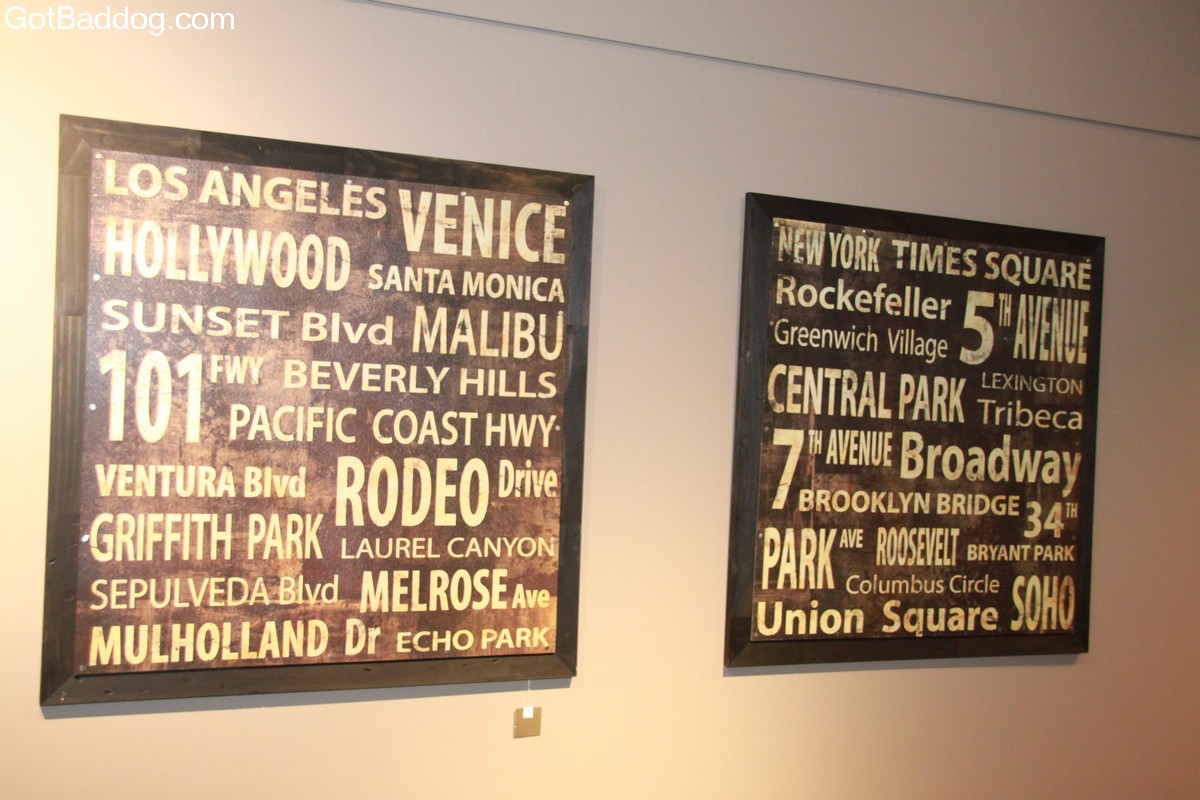 GotBaddog.com
LOS ANGELES VENICE
HOLLYWOOD SANTA MONICA
SUNSET Blvd MALIBU
101 FWY BEVERLY HILLS
PACIFIC COAST HWY
VENTURA Blvd RODEO Drive
GRIFFITH PARK LAUREL CANYON
SEPULVEDA Blvd MELROSE Ave
MULHOLLAND Dr ECHO PARK
NEW YORK TIMES SQUARE
Rockefeller 5TH AVENUE
Greenwich Village
CENTRAL PARK LEXINGTON
Tribeca
7TH AVENUE Broadway
BROOKLYN BRIDGE 34TH
PARK AVE ROOSEVELT BRYANT PARK
Columbus Circle
Union Square SOHO